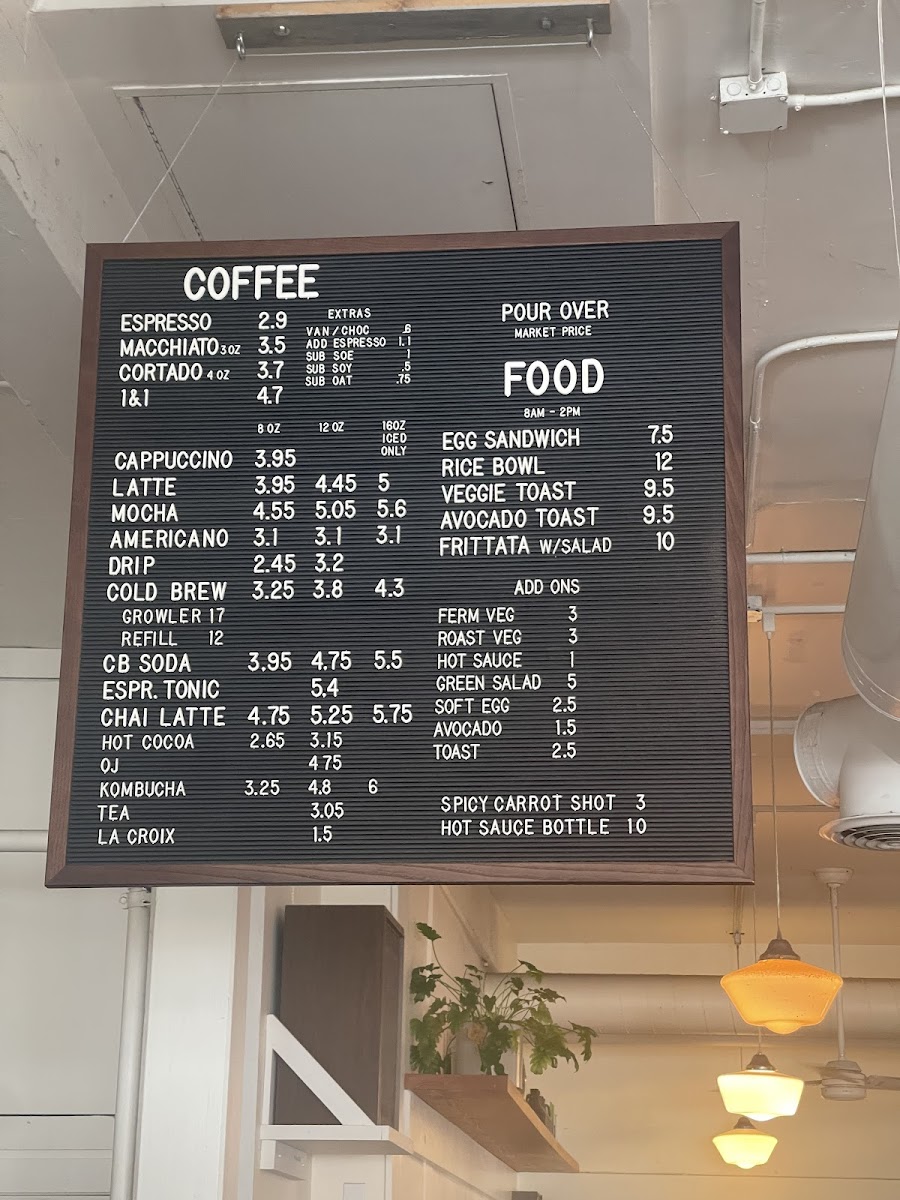 COFFEE
ESPRESSO 2.9
MACCHIATO 3OZ 3.5
CORTADO 4 OZ 3.7
1&1 4.7
EXTRAS
VAN / CHOC .6
ADD ESPRESSO 1.1
SUB SOE 1
SUB SOY .5
SUB OAT .75
8 OZ 12 OZ 16OZ
ICED
ONLY
CAPPUCCINO 3.95
LATTE 3.95 4.45 5
MOCHA 4.55 5.05 5.6
AMERICANO 3.1 3.1 3.1
DRIP 2.45 3.2
COLD BREW 3.25 3.8 4.3
GROWLER 17
REFILL 12
CB SODA 3.95 4.75 5.5
ESPR. TONIC 5.4
CHAI LATTE 4.75 5.25 5.75
HOT COCOA 2.65 3.15
OJ 4 75
KOMBUCHA 3.25 4.8 6
TEA 3.05
LA CROIX 1.5
POUR OVER
MARKET PRICE
FOOD
8AM - 2PM
EGG SANDWICH 7.5
RICE BOWL 12
VEGGIE TOAST 9.5
AVOCADO TOAST 9.5
FRITTATA W/SALAD 10
ADD ONS
FERM VEG 3
ROAST VEG 3
HOT SAUCE 1
GREEN SALAD 5
SOFT EGG 2.5
AVOCADO 1.5
TOAST 2.5
SPICY CARROT SHOT 3
HOT SAUCE BOTTLE 10